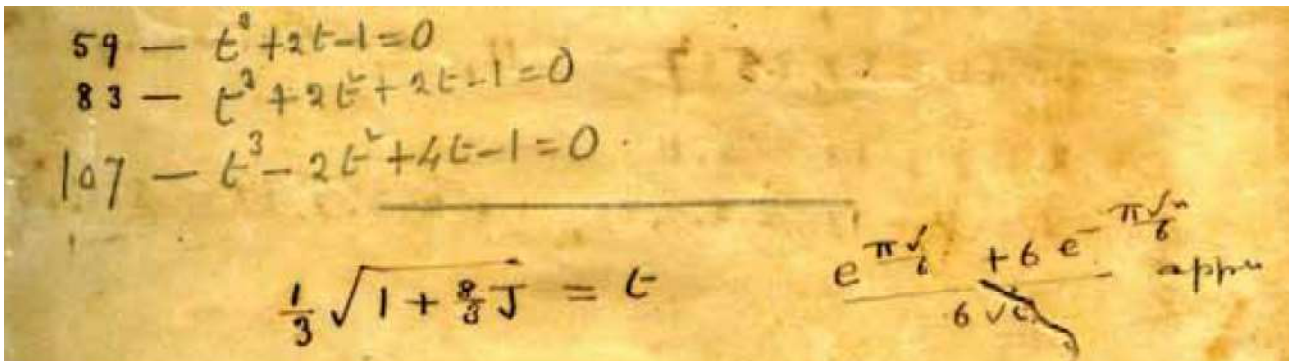 59 — t³ + 2t - 1 = 0
83 — t³ + 2t² + 2t - 1 = 0
107 — t³ - 2t² + 4t - 1 = 0
⅓ √(1 + 8/3 J) = t
e^(π√/6) + 6 e^(-π√n/6)
6 √